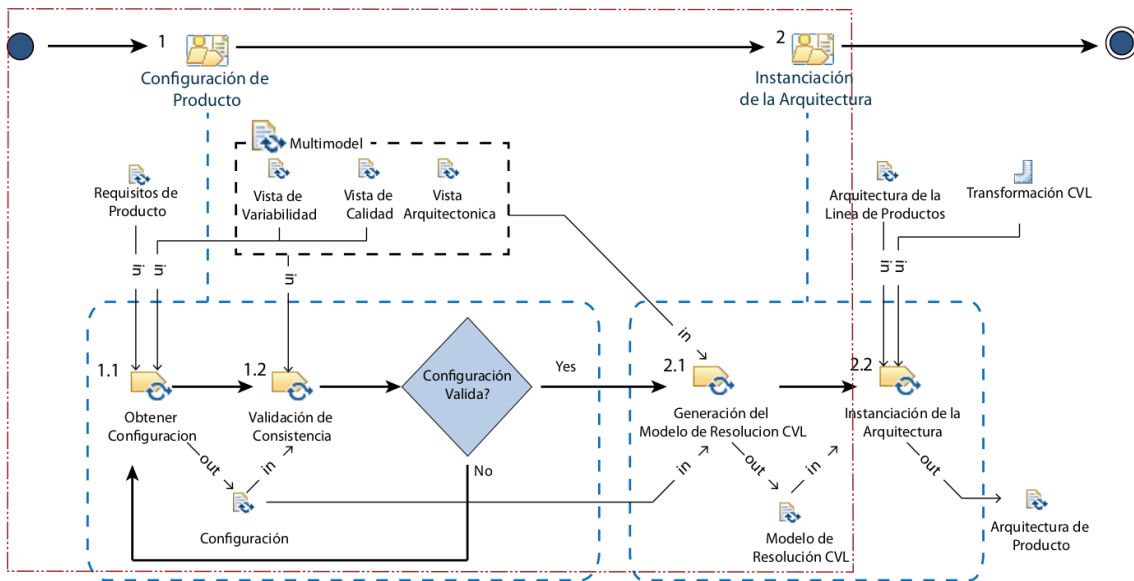 1
Configuración de
Producto
2
Instanciación
de la Arquitectura
Multimodel
Requisitos de
Producto
Vista de
Variabilidad
Vista de
Calidad
Vista
Arquitectonica
Arquitectura de la
Linea de Productos
Transformación CVL
in
in
in
in
in
in
1.1
Obtener
Configuracion
1.2
Validación de
Consistencia
Configuración
Valida?
Yes
No
2.1
Generación del
Modelo de Resolucion CVL
2.2
Instanciación de la
Arquitectura
out
in
in
out
in
out
Configuración
Modelo de
Resolución CVL
Arquitectura de
Producto